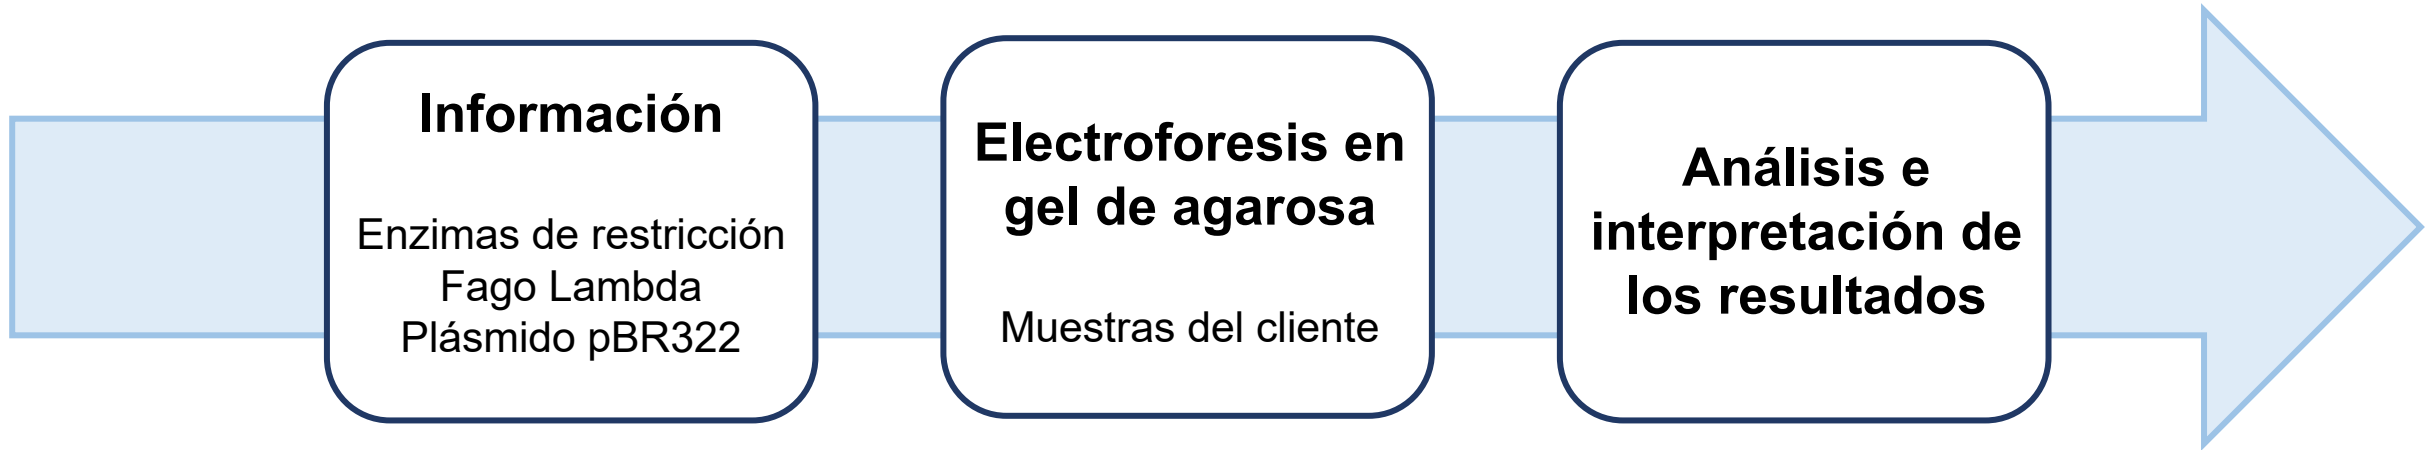 Información
Enzimas de restricción
Fago Lambda
Plásmido pBR322
Electroforesis en
gel de agarosa
Muestras del cliente
Análisis e
interpretación de
los resultados